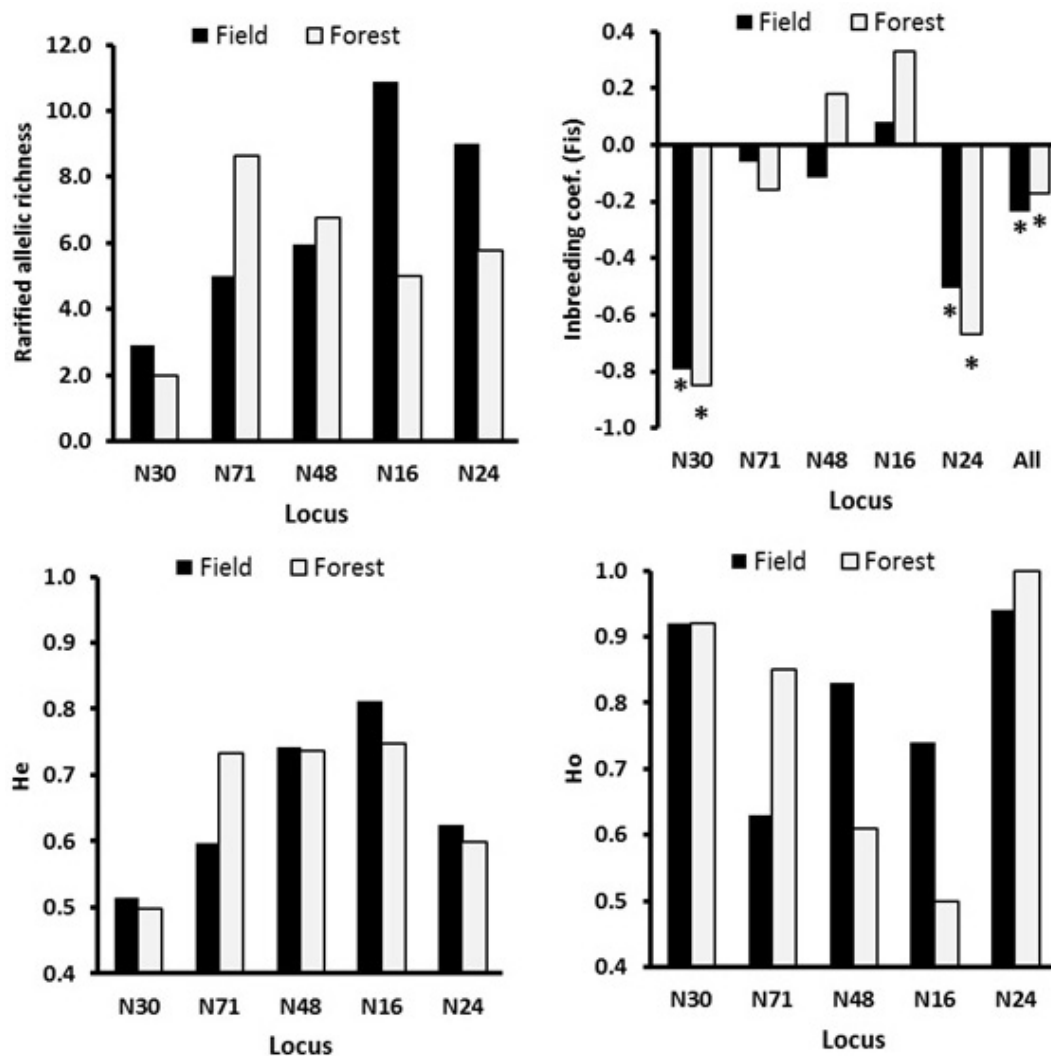 Field Forest
Rarified allelic richness
12.0
10.0
8.0
6.0
4.0
2.0
0.0
N30 N71 N48 N16 N24
Locus
Field Forest
Inbreeding coef. (Fis)
0.4
0.2
0.0
-0.2
-0.4
-0.6
-0.8
-1.0
* * * * * *
N30 N71 N48 N16 N24 All
Locus
Field Forest
He
1.0
0.9
0.8
0.7
0.6
0.5
0.4
N30 N71 N48 N16 N24
Locus
Field Forest
Ho
1.0
0.9
0.8
0.7
0.6
0.5
0.4
N30 N71 N48 N16 N24
Locus